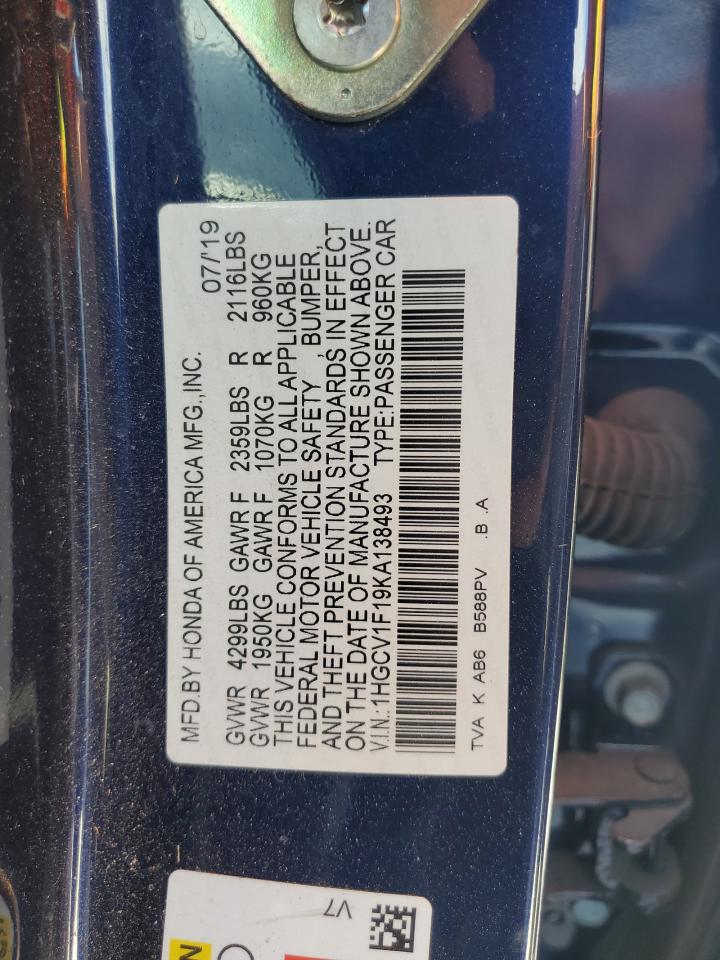 MFD.BY HONDA OF AMERICA MFG.,INC. 07/'19
GVWR 4299LBS GAWR F 2359LBS R 2116LBS
GVWR 1950KG GAWR F 1070KG R 960KG
THIS VEHICLE CONFORMS TO ALL APPLICABLE
FEDERAL MOTOR VEHICLE SAFETY , BUMPER,
AND THEFT PREVENTION STANDARDS, IN EFFECT
ON THE DATE OF MANUFACTURE SHOWN ABOVE.
V.I.N.:1HGCV1F19KA138493 TYPE:PASSENGER CAR
TVA K AB6 B588PV .B .A
V7